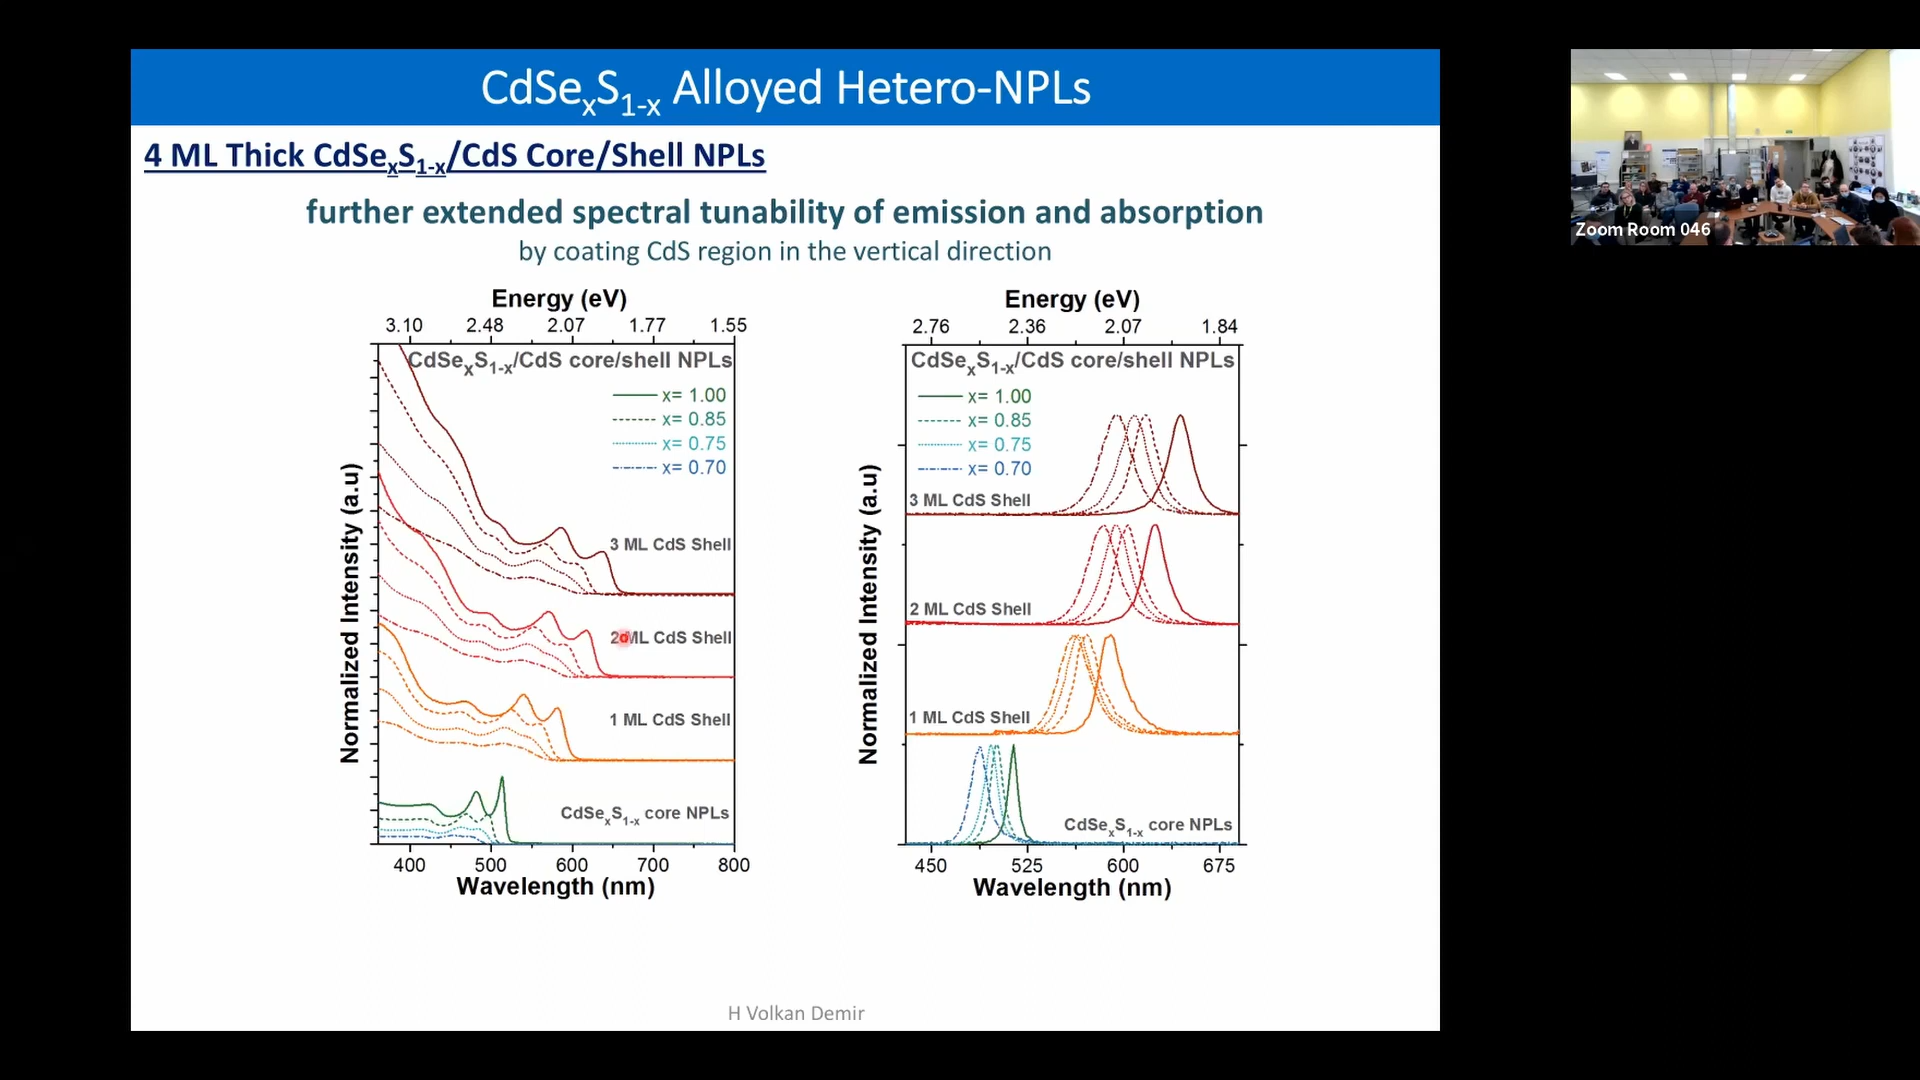 CdSeₓS₁₋ₓ Alloyed Hetero-NPLs
4 ML Thick CdSeₓS₁₋ₓ/CdS Core/Shell NPLs
further extended spectral tunability of emission and absorption
by coating CdS region in the vertical direction
Energy (eV)
3.10 2.48 2.07 1.77 1.55
CdSeₓS₁₋ₓ/CdS core/shell NPLs
x= 1.00
x= 0.85
x= 0.75
x= 0.70
3 ML CdS Shell
2 ML CdS Shell
1 ML CdS Shell
CdSeₓS₁₋ₓ core NPLs
Normalized Intensity (a.u)
400 500 600 700 800
Wavelength (nm)
Energy (eV)
2.76 2.36 2.07 1.84
CdSeₓS₁₋ₓ/CdS core/shell NPLs
x= 1.00
x= 0.85
x= 0.75
x= 0.70
3 ML CdS Shell
2 ML CdS Shell
1 ML CdS Shell
CdSeₓS₁₋ₓ core NPLs
Normalized Intensity (a.u)
450 525 600 675
Wavelength (nm)
H Volkan Demir
Zoom Room 046